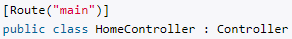 [Route("main")]
public class HomeController : Controller